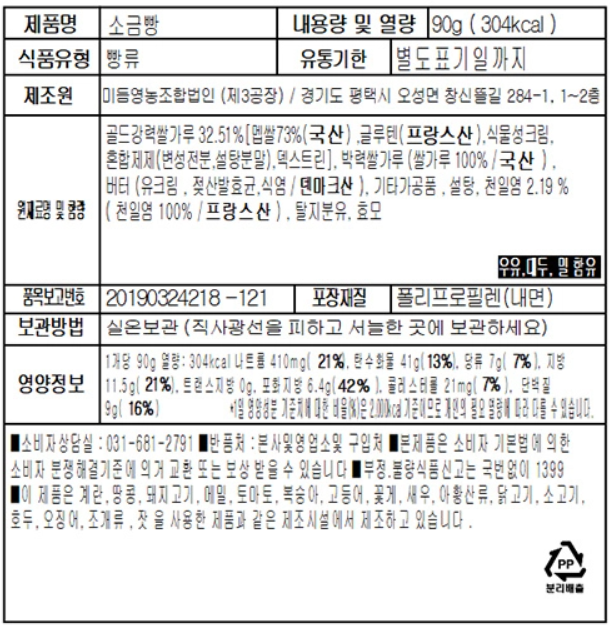 제품명 소금빵 내용량 및 열량 90g ( 304kcal )
식품유형 빵류 유통기한 별도표기일까지
제조원 미듬영농조합법인 (제3공장) / 경기도 평택시 오성면 창신뜰길 284-1, 1~2층
원재료명 및 함량
골드강력쌀가루 32.51%[멥쌀73%(국산) ,글루텐(프랑스산),식물성크림,
혼합제제(변성전분,설탕분말),덱스트린], 박력쌀가루 (쌀가루 100% / 국산 ) ,
버터 (유크림 , 젖산발효균,식염 / 덴마크산 ), 기타가공품 , 설탕, 천일염 2.19 %
( 천일염 100% / 프랑스산 ) , 탈지분유, 효모
우유,대두, 밀 함유
품목보고번호 20190324218 -121 포장재질 폴리프로필렌(내면)
보관방법 실온보관 (직사광선을 피하고 서늘한 곳에 보관하세요)
영양정보
1개당 90g 열량: 304kcal 나트륨 410mg( 21%), 탄수화물 41g(13%), 당류 7g( 7%), 지방
11.5g( 21%), 트랜스지방 0g, 포화지방 6.4g(42% ), 콜레스테롤 21mg( 7%), 단백질
9g( 16%) *1일 영양성분 기준치에 대한 비율(%)은 2,000kcal 기준이므로 개인의 필요 열량에 따라 다를 수 있습니다.
■소비자상담실 : 031-681-2791 ■반품처 : 본사및영업소및 구입처 ■본제품은 소비자 기본법에 의한
소비자 분쟁해결기준에 의거 교환 또는 보상 받을 수 있습니다 ■부정.불량식품신고는 국번없이 1399
■이 제품은 계란, 땅콩, 돼지고기, 메밀, 토마토, 복숭아, 고등어, 꽃게, 새우, 아황산류, 닭고기, 소고기,
호두, 오징어, 조개류 , 잣 을 사용한 제품과 같은 제조시설에서 제조하고 있습니다 .
PP
분리배출